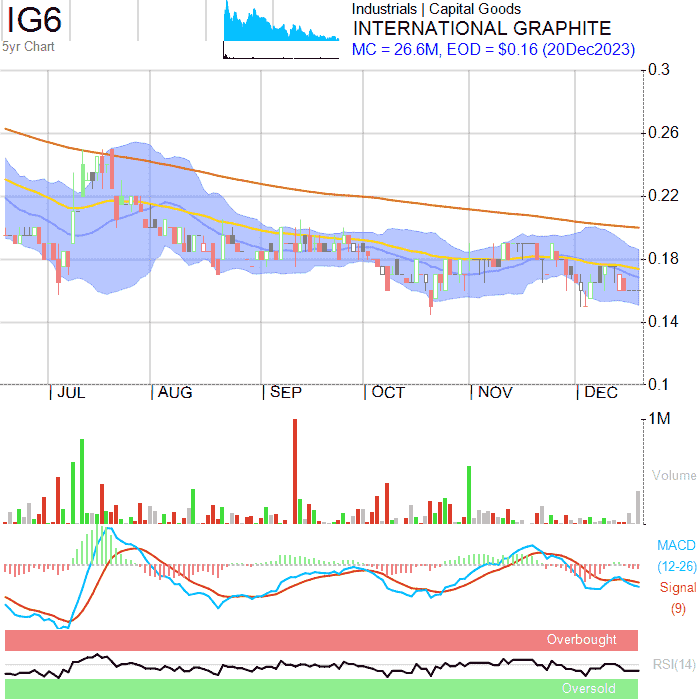 IG6
5yr Chart
Industrials | Capital Goods
INTERNATIONAL GRAPHITE
MC = 26.6M, EOD = $0.16 (20Dec2023)
0.3
0.26
0.22
0.18
0.14
0.1
JUL AUG SEP OCT NOV DEC
1M
Volume
MACD
(12-26)
Signal
(9)
Overbought
RSI(14)
Oversold